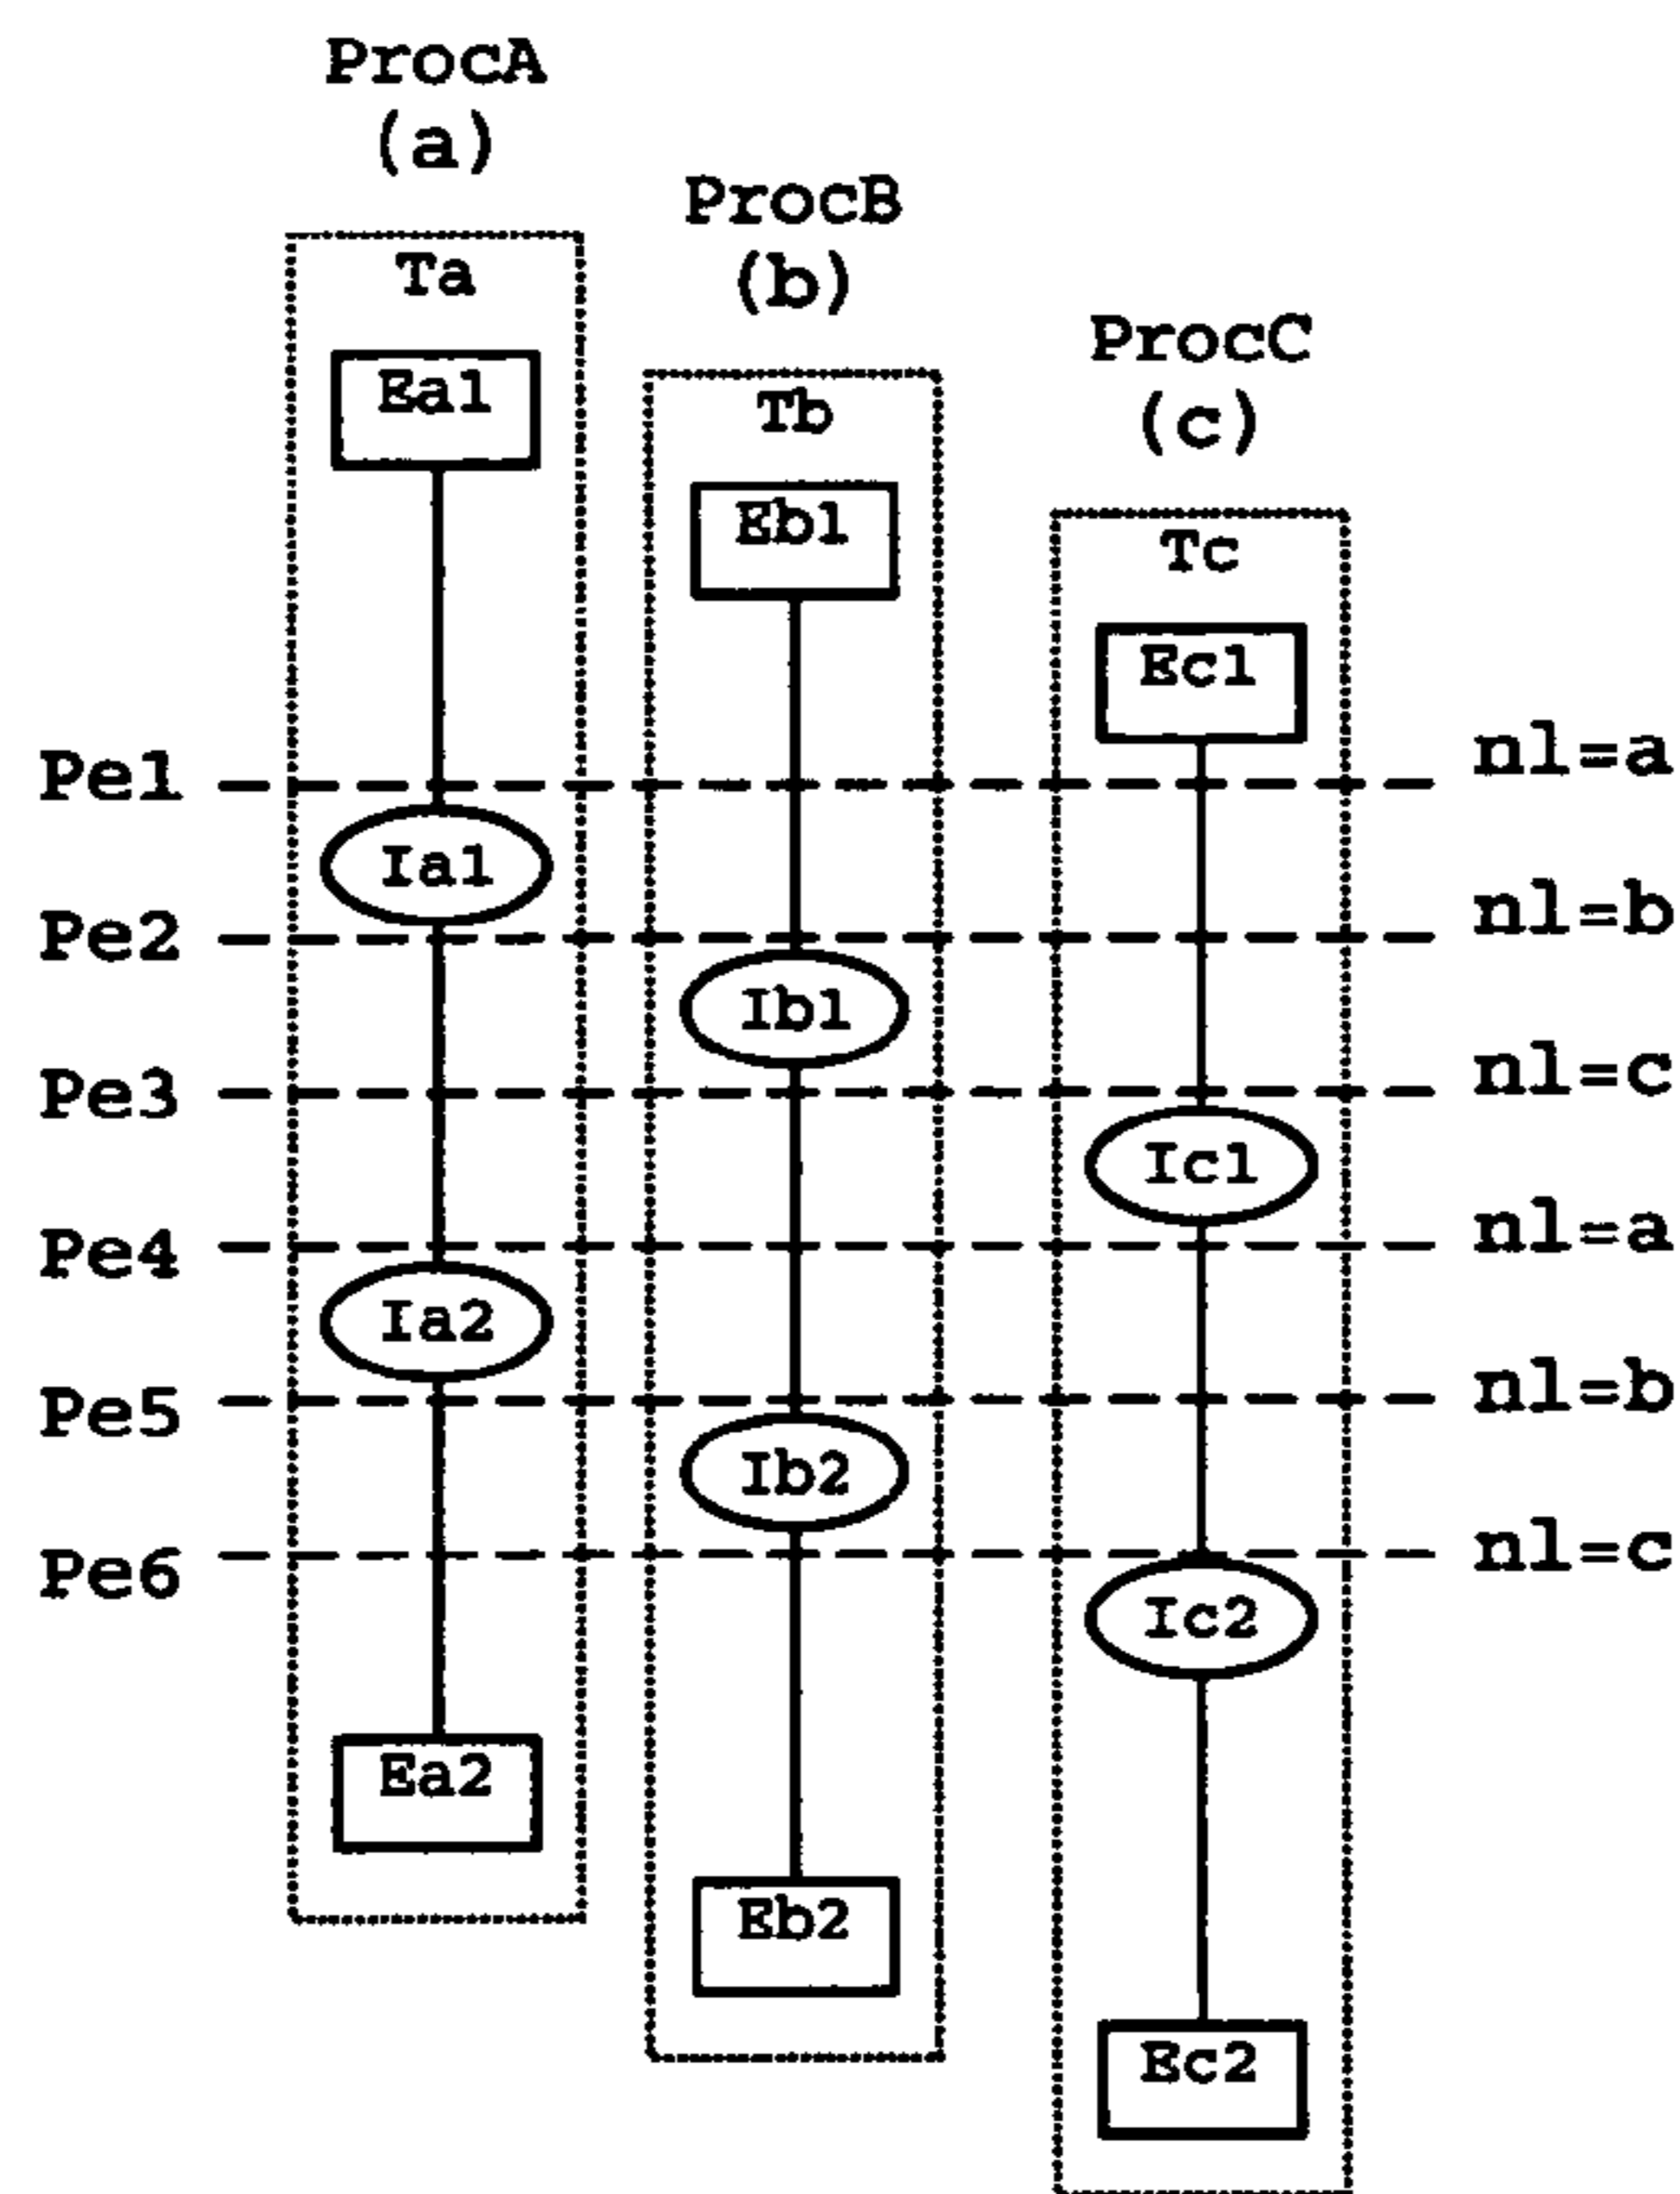 ProcA
(a)
ProcB
(b)
ProcC
(c)
Ta
Ea1
Tb
Eb1
Tc
Ec1
Pe1
nl=a
Ia1
Pe2
nl=b
Ib1
Pe3
nl=c
Ic1
Pe4
nl=a
Ia2
Pe5
nl=b
Ib2
Pe6
nl=c
Ic2
Ea2
Eb2
Ec2